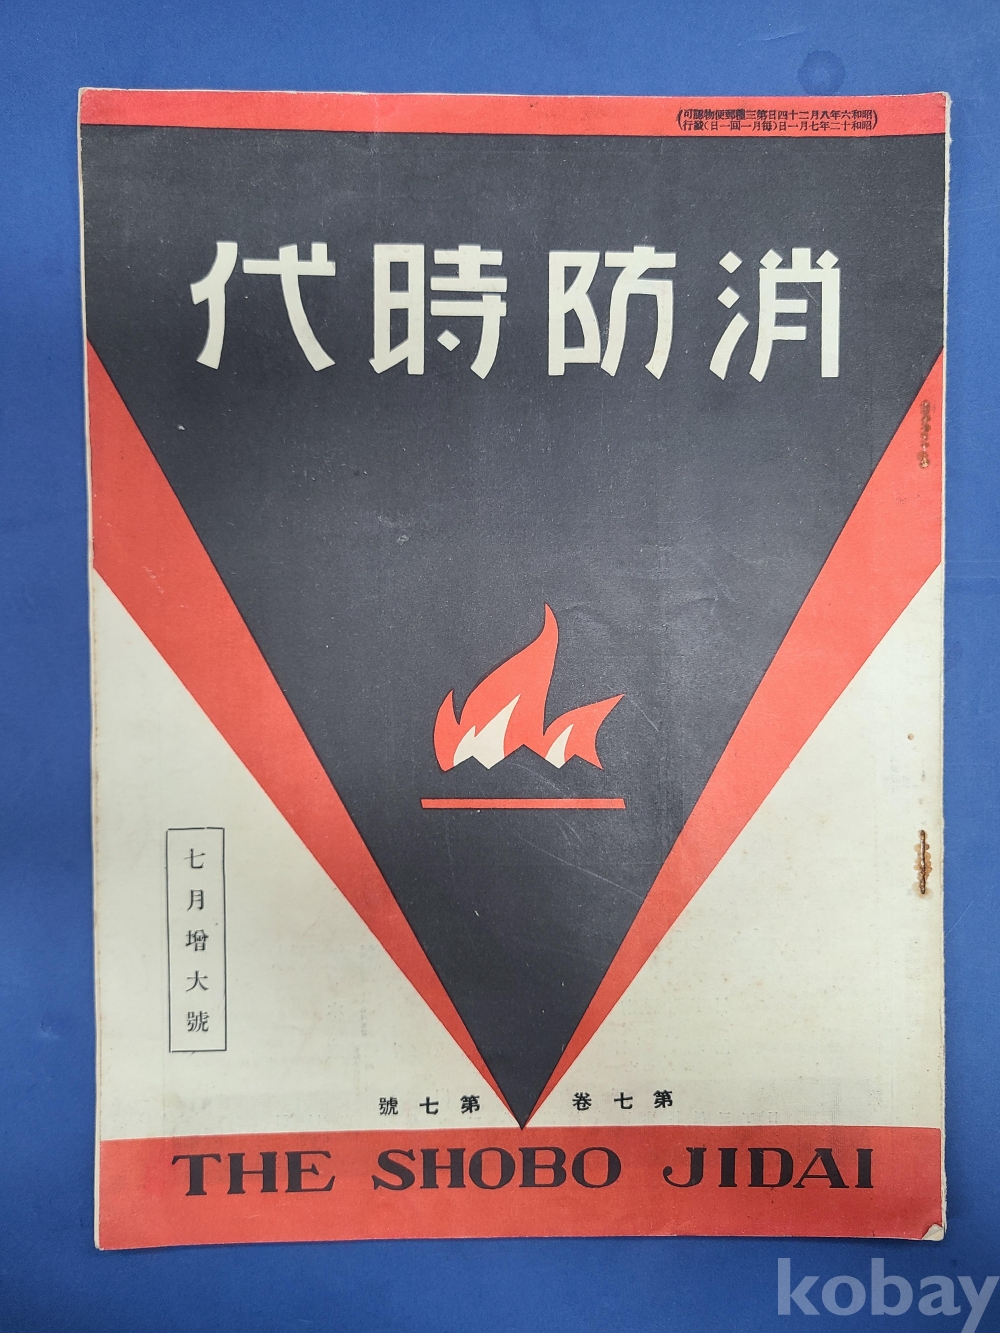 昭和六年八月二十四日第三種郵便物認可
昭和十二年七月一日(毎月一回一日)發行
消防時代
七月增大號
第七卷 第七號
THE SHOBO JIDAI
kobay